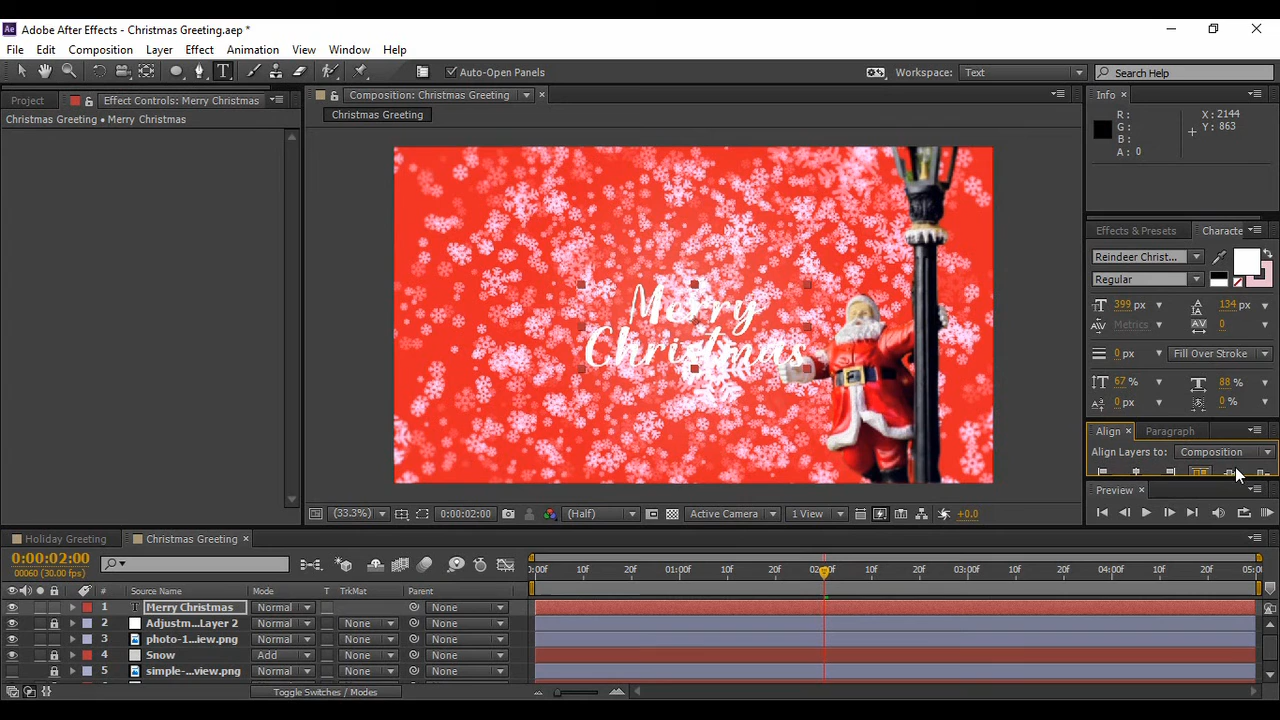 Adobe After Effects - Christmas Greeting.aep *
File Edit Composition Layer Effect Animation View Window Help
Auto-Open Panels
Workspace: Text
Search Help
Project
Effect Controls: Merry Christmas
Christmas Greeting • Merry Christmas
Composition: Christmas Greeting
Christmas Greeting
Merry
Christmas
(33.3%)
0:00:02:00
(Half)
Active Camera
1 View
+0.0
Info
R:
G:
B:
A: 0
X: 2144
Y: 863
Effects & Presets
Characte
Reindeer Christ...
Regular
399 px
134 px
Metrics
0
0 px
Fill Over Stroke
67 %
88 %
0 px
0 %
Align
Paragraph
Align Layers to: Composition
Preview
Holiday Greeting
Christmas Greeting
0:00:02:00
00060 (30.00 fps)
:00F 10F 20F 01:00F 10F 20F 10F 20F 03:00F 10F 20F 04:00F 10F 20F 05:0
# Source Name Mode T TrkMat Parent
1 T Merry Christmas Normal None
2 Adjustm...Layer 2 Normal None None
3 photo-1...iew.png Normal None None
4 Snow Add None None
5 simple-...view.png Normal None None
Toggle Switches / Modes